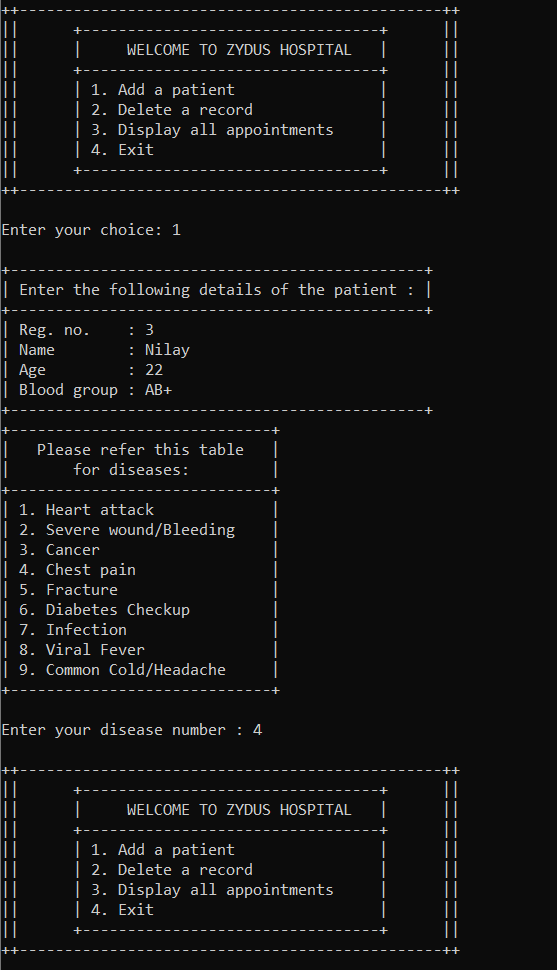 ++-----------------------------------------------++
||      +---------------------------------+      ||
||      |     WELCOME TO ZYDUS HOSPITAL   |      ||
||      +---------------------------------+      ||
||      | 1. Add a patient                |      ||
||      | 2. Delete a record              |      ||
||      | 3. Display all appointments     |      ||
||      | 4. Exit                         |      ||
||      +---------------------------------+      ||
++-----------------------------------------------++

Enter your choice: 1

+----------------------------------------------+
| Enter the following details of the patient : |
+----------------------------------------------+
| Reg. no.    : 3
| Name        : Nilay
| Age         : 22
| Blood group : AB+
+----------------------------------------------+
+-----------------------------+
|   Please refer this table   |
|       for diseases:         |
+-----------------------------+
| 1. Heart attack             |
| 2. Severe wound/Bleeding    |
| 3. Cancer                   |
| 4. Chest pain               |
| 5. Fracture                 |
| 6. Diabetes Checkup         |
| 7. Infection                |
| 8. Viral Fever              |
| 9. Common Cold/Headache     |
+-----------------------------+

Enter your disease number : 4

++-----------------------------------------------++
||      +---------------------------------+      ||
||      |     WELCOME TO ZYDUS HOSPITAL   |      ||
||      +---------------------------------+      ||
||      | 1. Add a patient                |      ||
||      | 2. Delete a record              |      ||
||      | 3. Display all appointments     |      ||
||      | 4. Exit                         |      ||
||      +---------------------------------+      ||
++-----------------------------------------------++